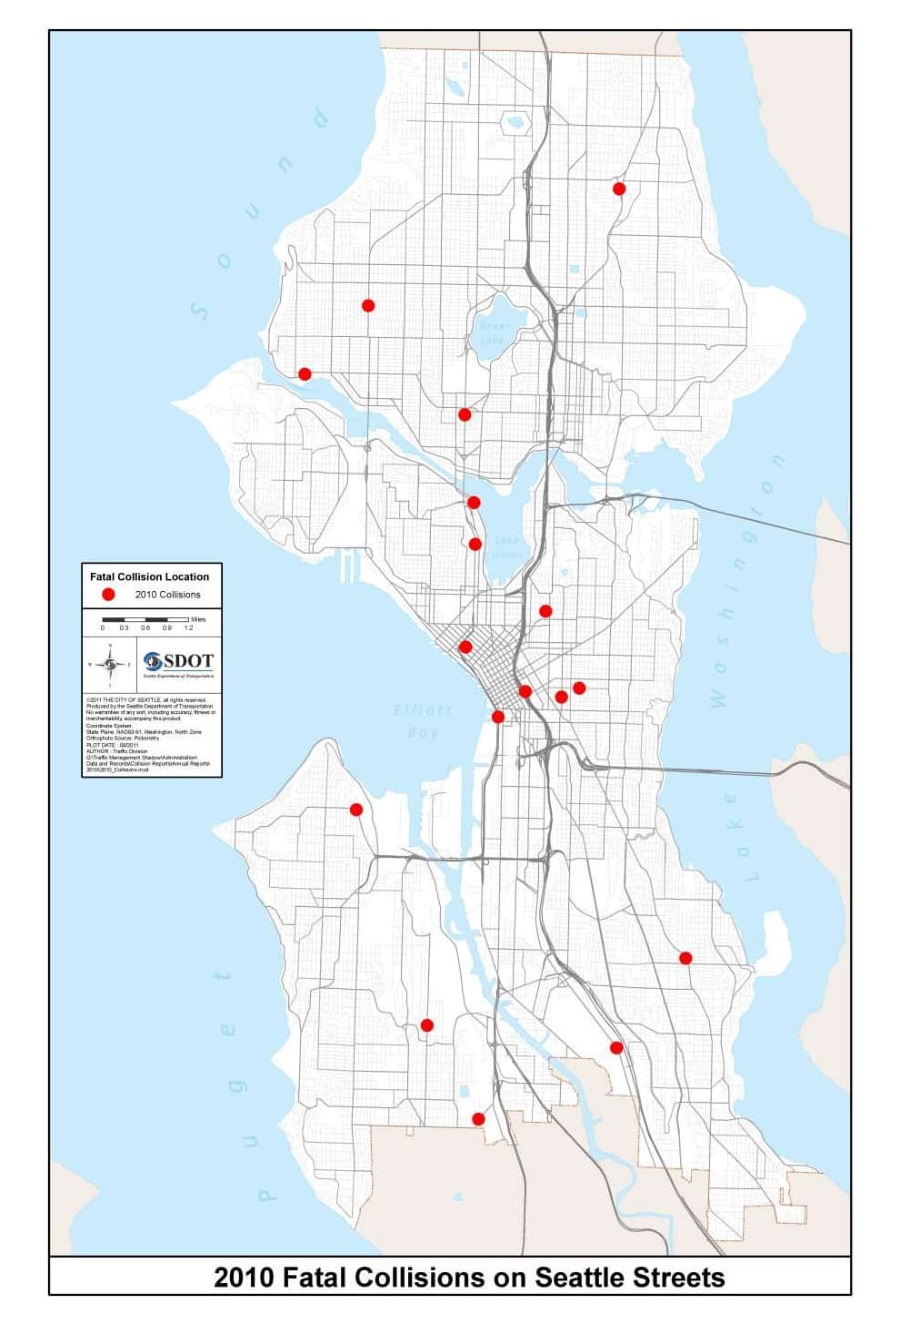 Sound
Green
Lake
Lake
Union
Washington
Fatal Collision Location
2010 Collisions
Miles
0 0.3 0.6 0.9 1.2
SDOT
Seattle Department of Transportation
©2011 THE CITY OF SEATTLE, all rights reserved.
Produced by the Seattle Department of Transportation
No warranties of any sort, including accuracy, fitness or
merchantability, accompany this product.
Coordinate System:
State Plane, NAD83-91, Washington, North Zone
Orthophoto Source: Pictometry
PLOT DATE : 08/2011
AUTHOR : Traffic Division
Elliott
Bay
Lake
Puget
2010 Fatal Collisions on Seattle Streets